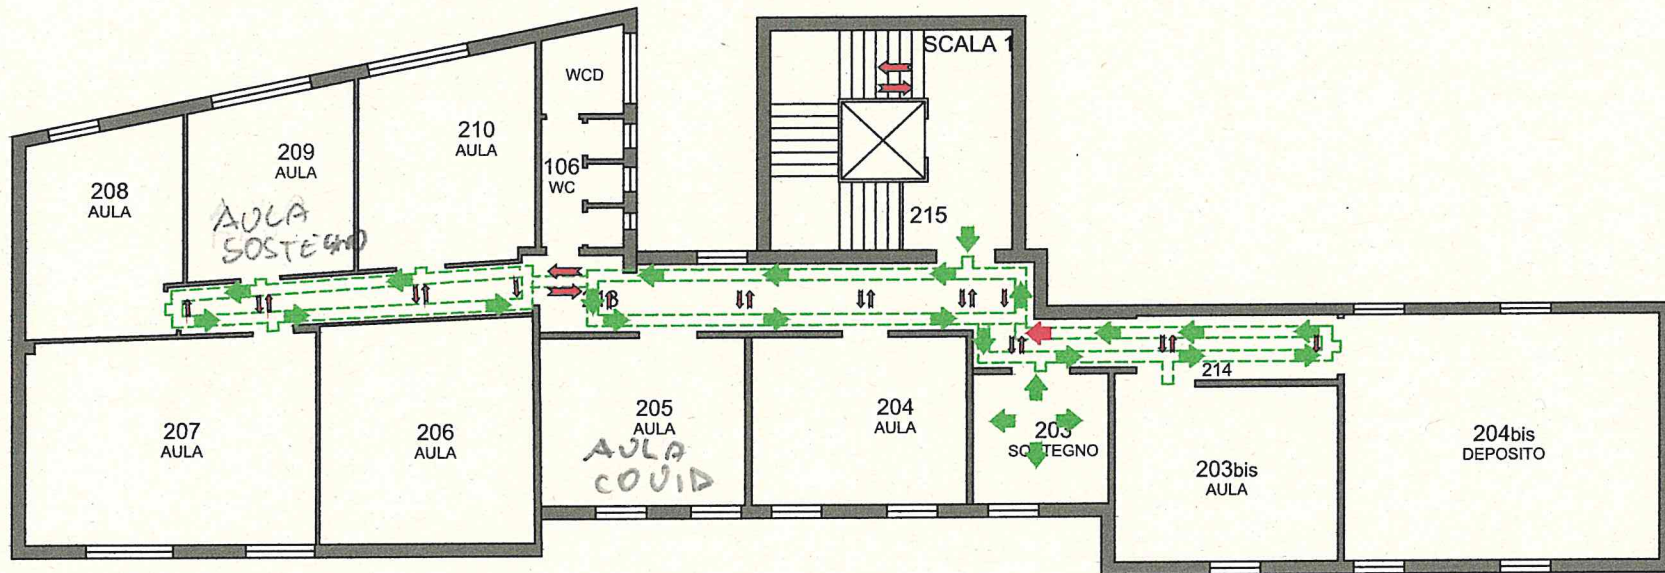 SCALA 1
WCD
210
AULA
209
AULA
106
WC
208
AULA
AULA
SOSTEGNO
215
214
207
AULA
206
AULA
205
AULA
AULA
COVID
204
AULA
203
SOSTEGNO
203bis
AULA
204bis
DEPOSITO